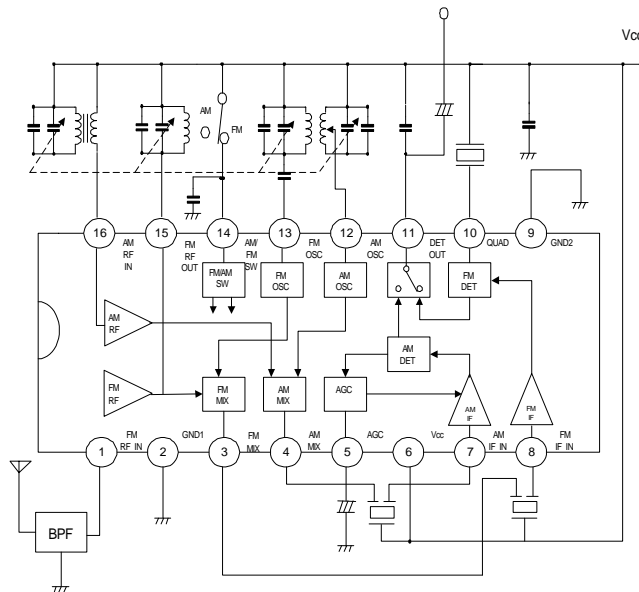 Vcc
AM
FM
16
15
14
13
12
11
10
9
AM
RF
IN
FM
RF
OUT
AM/
FM
SW
FM
OSC
AM
OSC
DET
OUT
QUAD
GND2
FM/AM
SW
FM
OSC
AM
OSC
FM
DET
AM
RF
AM
DET
FM
RF
FM
MIX
AM
MIX
AGC
AM
IF
FM
IF
FM
RF IN
GND1
FM
MIX
AM
MIX
AGC
Vcc
AM
IF IN
FM
IF IN
1
2
3
4
5
6
7
8
BPF